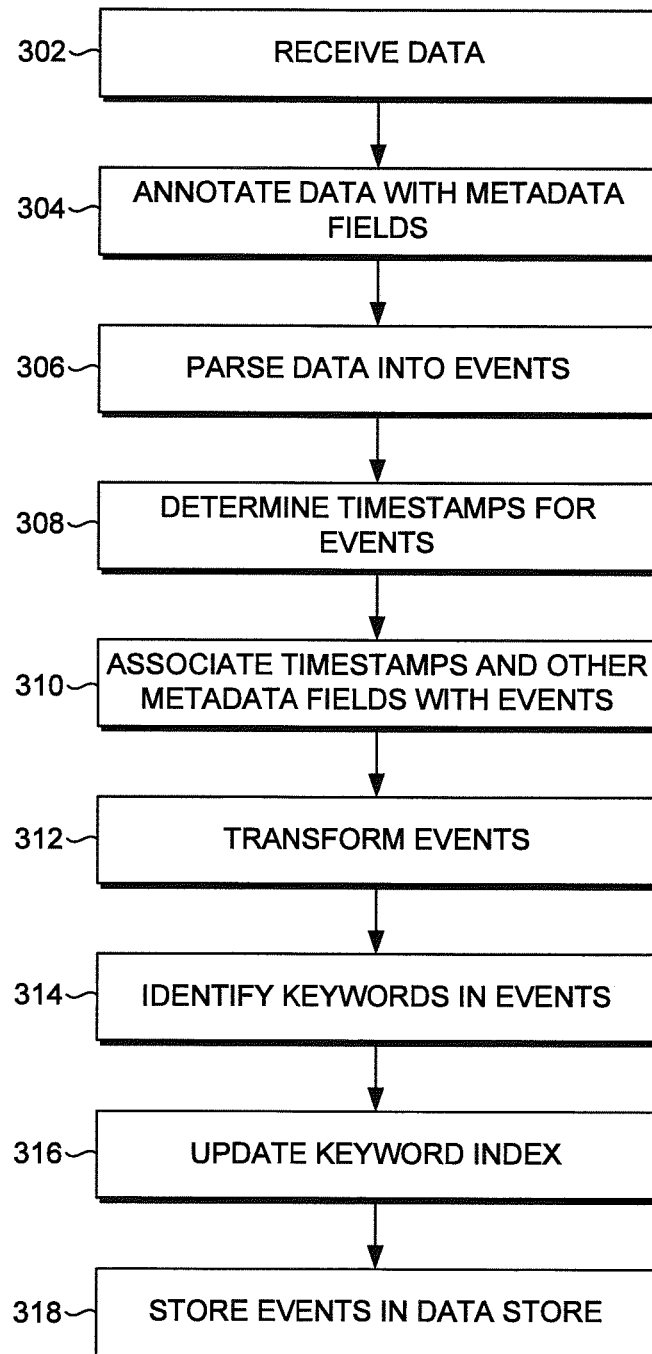 302
RECEIVE DATA
304
ANNOTATE DATA WITH METADATA
FIELDS
306
PARSE DATA INTO EVENTS
308
DETERMINE TIMESTAMPS FOR
EVENTS
310
ASSOCIATE TIMESTAMPS AND OTHER
METADATA FIELDS WITH EVENTS
312
TRANSFORM EVENTS
314
IDENTIFY KEYWORDS IN EVENTS
316
UPDATE KEYWORD INDEX
318
STORE EVENTS IN DATA STORE